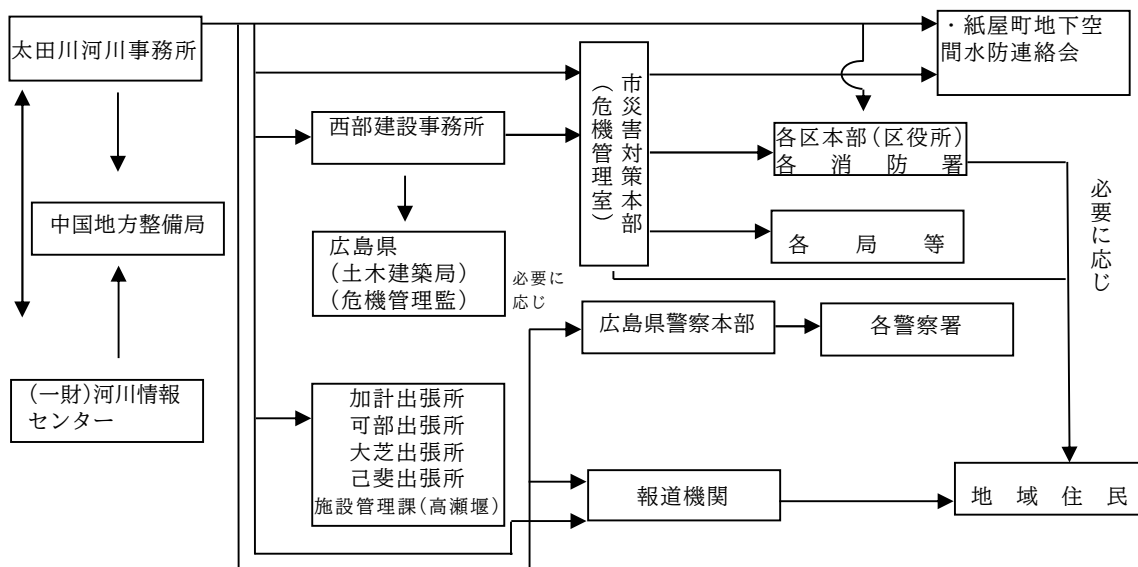 太田川河川事務所
・紙屋町地下空
間水防連絡会
西部建設事務所
市災害対策本部
(危機管理室)
各区本部(区役所)
各消防署
必要に応じ
中国地方整備局
広島県
(土木建築局)
(危機管理監)
必要に
応じ
各局等
広島県警察本部
各警察署
(一財)河川情報
センター
加計出張所
可部出張所
大芝出張所
己斐出張所
施設管理課(高瀬堰)
報道機関
地域住民